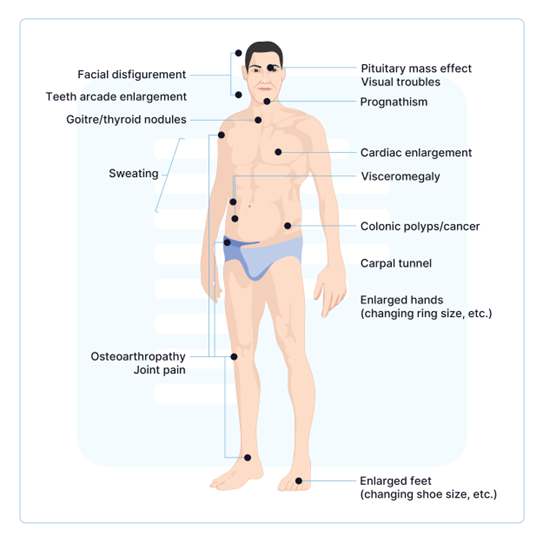 Facial disfigurement
Teeth arcade enlargement
Goitre/thyroid nodules
Sweating
Osteoarthropathy
Joint pain
Pituitary mass effect
Visual troubles
Prognathism
Cardiac enlargement
Visceromegaly
Colonic polyps/cancer
Carpal tunnel
Enlarged hands
(changing ring size, etc.)
Enlarged feet
(changing shoe size, etc.)